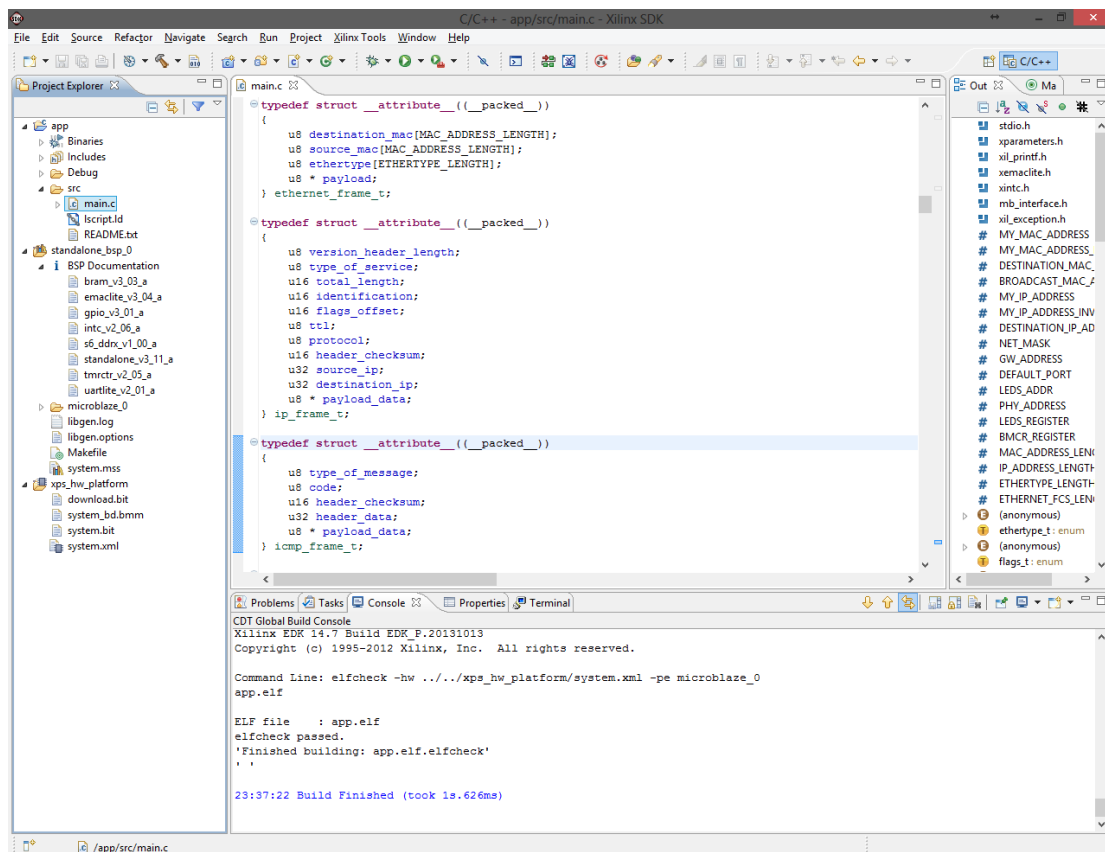 C/C++ - app/src/main.c - Xilinx SDK
File Edit Source Refactor Navigate Search Run Project Xilinx Tools Window Help
C/C++
Project Explorer
app
Binaries
Includes
Debug
src
main.c
lscript.ld
README.txt
standalone_bsp_0
BSP Documentation
bram_v3_03_a
emaclite_v3_04_a
gpio_v3_01_a
intc_v2_06_a
s6_ddrx_v1_00_a
standalone_v3_11_a
tmrctr_v2_05_a
uartlite_v2_01_a
microblaze_0
libgen.log
libgen.options
Makefile
system.mss
xps_hw_platform
download.bit
system_bd.bmm
system.bit
system.xml
main.c
typedef struct __attribute__((__packed__))
{
u8 destination_mac[MAC_ADDRESS_LENGTH];
u8 source_mac[MAC_ADDRESS_LENGTH];
u8 ethertype[ETHERTYPE_LENGTH];
u8 * payload;
} ethernet_frame_t;
typedef struct __attribute__((__packed__))
{
u8 version_header_length;
u8 type_of_service;
u16 total_length;
u16 identification;
u16 flags_offset;
u8 ttl;
u8 protocol;
u16 header_checksum;
u32 source_ip;
u32 destination_ip;
u8 * payload_data;
} ip_frame_t;
typedef struct __attribute__((__packed__))
{
u8 type_of_message;
u8 code;
u16 header_checksum;
u32 header_data;
u8 * payload_data;
} icmp_frame_t;
Out Ma
stdio.h
xparameters.h
xil_printf.h
xemaclite.h
xintc.h
mb_interface.h
xil_exception.h
# MY_MAC_ADDRESS
# MY_MAC_ADDRESS_
# DESTINATION_MAC_
# BROADCAST_MAC_A
# MY_IP_ADDRESS
# MY_IP_ADDRESS_INV
# DESTINATION_IP_AD
# NET_MASK
# GW_ADDRESS
# DEFAULT_PORT
# LEDS_ADDR
# PHY_ADDRESS
# LEDS_REGISTER
# BMCR_REGISTER
# MAC_ADDRESS_LEN
# IP_ADDRESS_LENGTH
# ETHERTYPE_LENGTH
# ETHERNET_FCS_LEN
(anonymous)
ethertype_t : enum
(anonymous)
flags_t : enum
Problems Tasks Console Properties Terminal
CDT Global Build Console
Xilinx EDK 14.7 Build EDK_P.20131013
Copyright (c) 1995-2012 Xilinx, Inc. All rights reserved.
Command Line: elfcheck -hw ../../xps_hw_platform/system.xml -pe microblaze_0
app.elf
ELF file : app.elf
elfcheck passed.
'Finished building: app.elf.elfcheck'
' '
23:37:22 Build Finished (took 1s.626ms)
/app/src/main.c